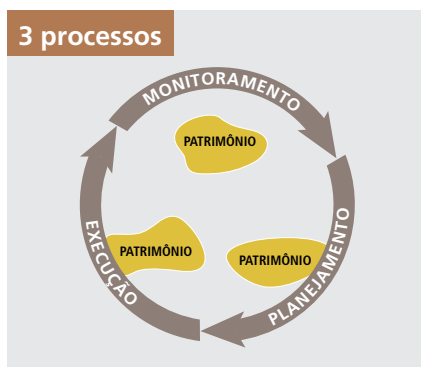 3 processos
MONITORAMENTO
PATRIMÔNIO
PATRIMÔNIO
PATRIMÔNIO
EXECUÇÃO
PLANEJAMENTO